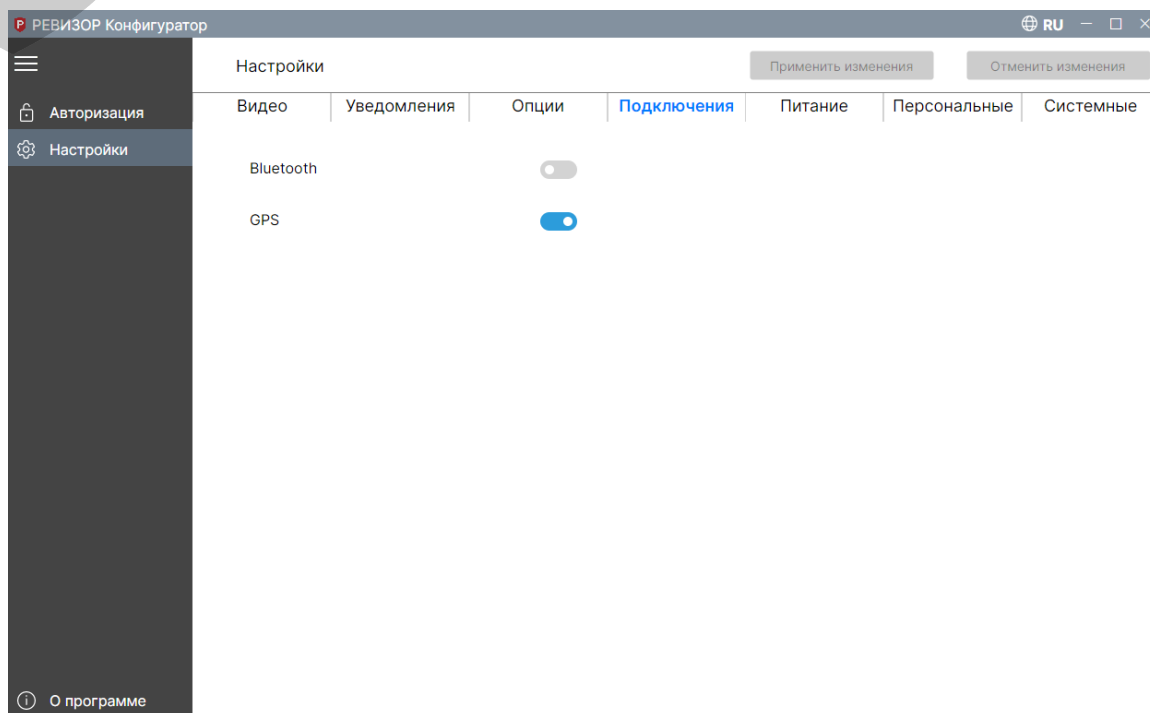 РЕВИЗОР Конфигуратор RU
Настройки Применить изменения Отменить изменения
Авторизация
Настройки
Видео Уведомления Опции Подключения Питание Персональные Системные
Bluetooth
GPS
О программе